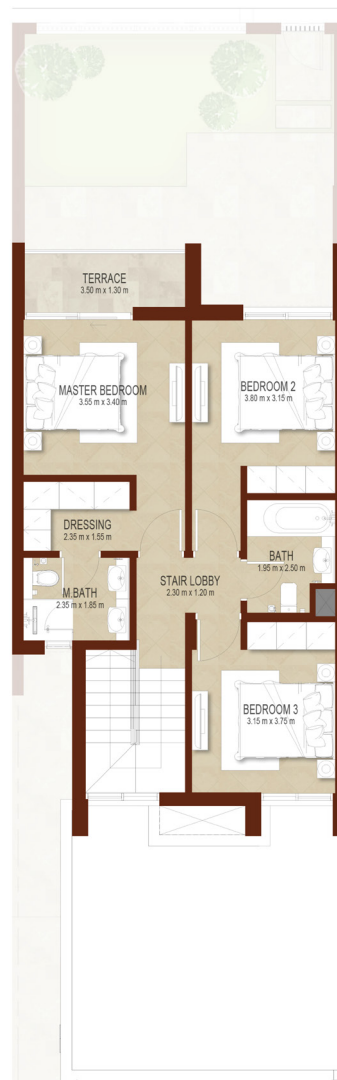 TERRACE
3.50 m x 1.30 m
MASTER BEDROOM
3.55 m x 3.40 m
BEDROOM 2
3.80 m x 3.15 m
DRESSING
2.35 m x 1.55 m
BATH
1.95 m x 2.50 m
M.BATH
2.35 m x 1.85 m
STAIR LOBBY
2.30 m x 1.20 m
BEDROOM 3
3.15 m x 3.75 m